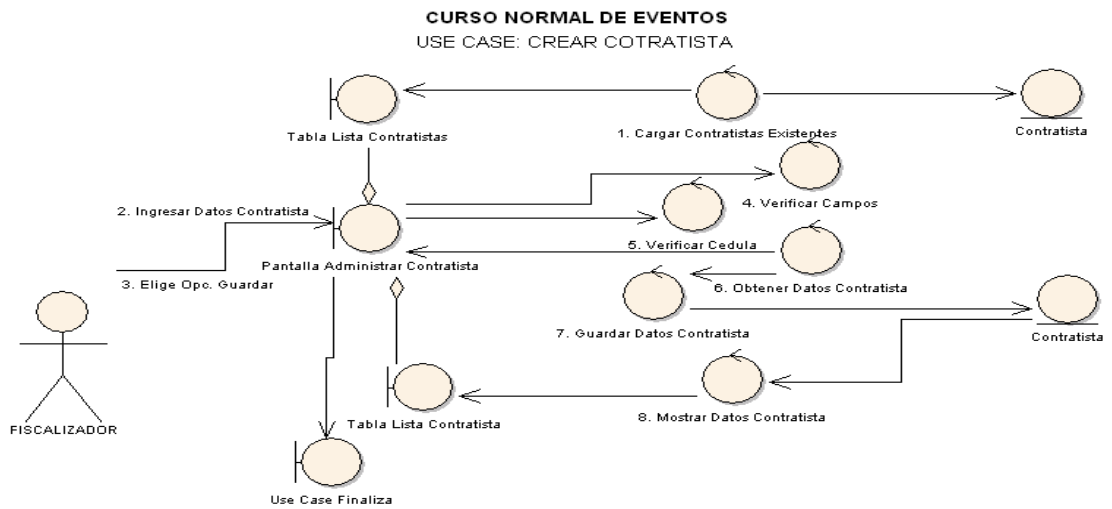 CURSO NORMAL DE EVENTOS
USE CASE: CREAR COTRATISTA
Tabla Lista Contratistas
1. Cargar Contratistas Existentes
Contratista
2. Ingresar Datos Contratista
4. Verificar Campos
5. Verificar Cedula
Pantalla Administrar Contratista
3. Elige Opc. Guardar
6. Obtener Datos Contratista
7. Guardar Datos Contratista
Contratista
Tabla Lista Contratista
8. Mostrar Datos Contratista
FISCALIZADOR
Use Case Finaliza